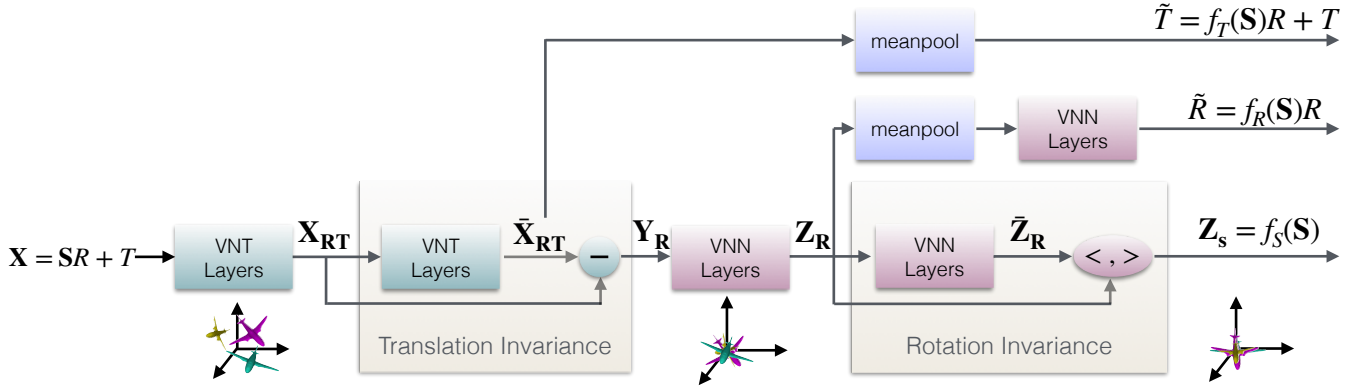 T̃ = f_T(𝐒)R + T
meanpool
R̃ = f_R(𝐒)R
meanpool
VNN
Layers
𝐗 = 𝐒R + T
VNT
Layers
𝐗_𝐑𝐓
VNT
Layers
𝐗̄_𝐑𝐓
−
𝐘_𝐑
VNN
Layers
𝐙_𝐑
VNN
Layers
𝐙̄_𝐑
< , >
𝐙_𝐬 = f_S(𝐒)
Translation Invariance
Rotation Invariance